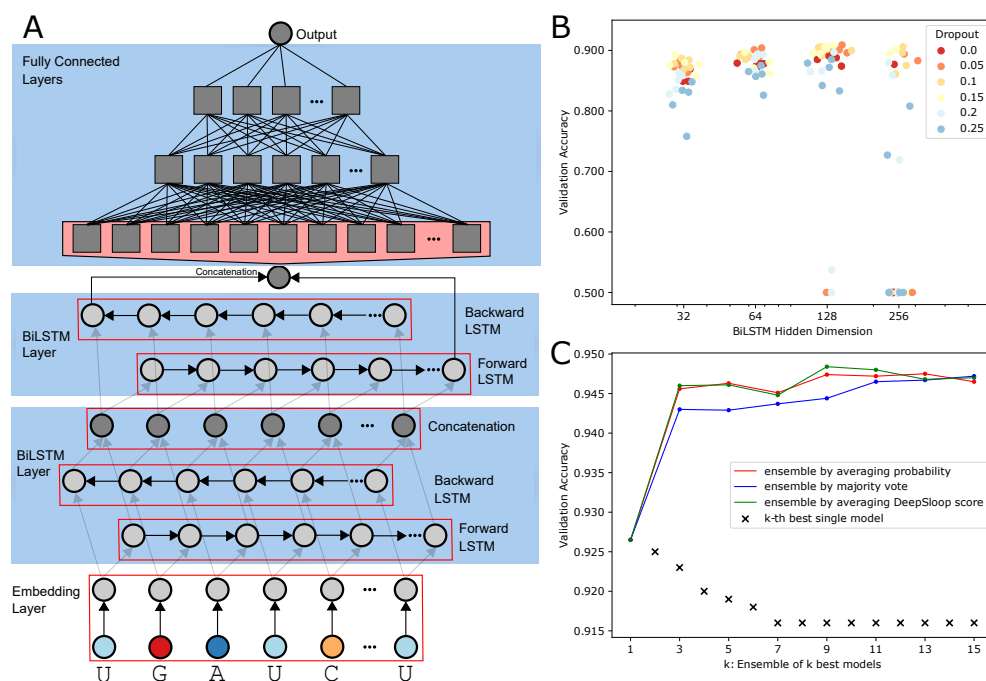 A
Output
Fully Connected
Layers
...
...
...
Concatenation
Backward
LSTM
BiLSTM
Layer
...
Forward
LSTM
...
Concatenation
...
BiLSTM
Layer
Backward
LSTM
...
Forward
LSTM
...
Embedding
Layer
...
...
U G A U C U
B
Dropout
0.0
0.05
0.1
0.15
0.2
0.25
Validation Accuracy
0.900
0.800
0.700
0.600
0.500
32 64 128 256
BiLSTM Hidden Dimension
C
Validation Accuracy
0.950
0.945
0.940
0.935
0.930
0.925
0.920
0.915
ensemble by averaging probability
ensemble by majority vote
ensemble by averaging DeepSloop score
k-th best single model
1 3 5 7 9 11 13 15
k: Ensemble of k best models